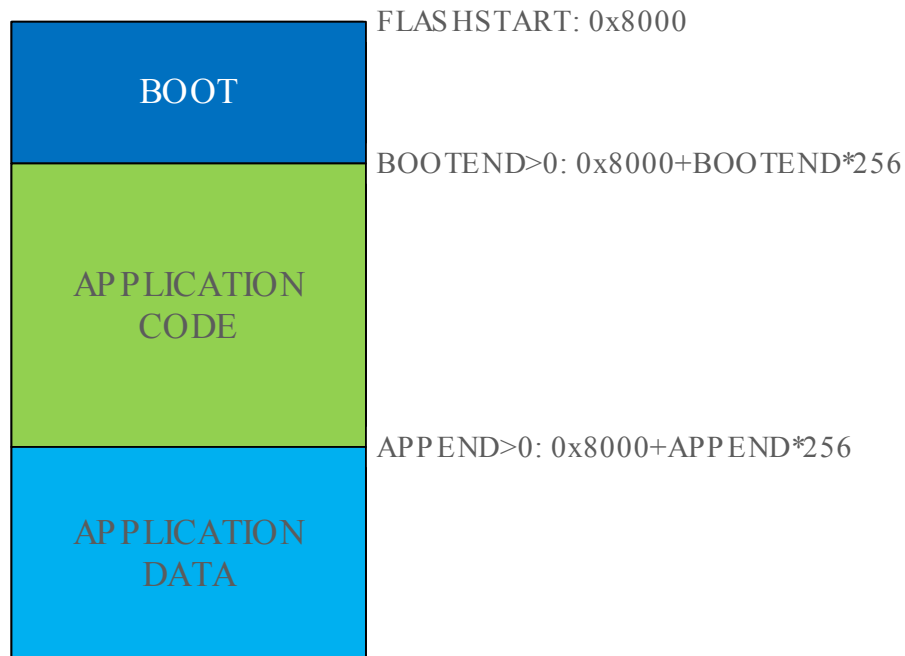 FLASHSTART: 0x8000
BOOT
BOOTEND>0: 0x8000+BOOTEND*256
APPLICATION
CODE
APPEND>0: 0x8000+APPEND*256
APPLICATION
DATA